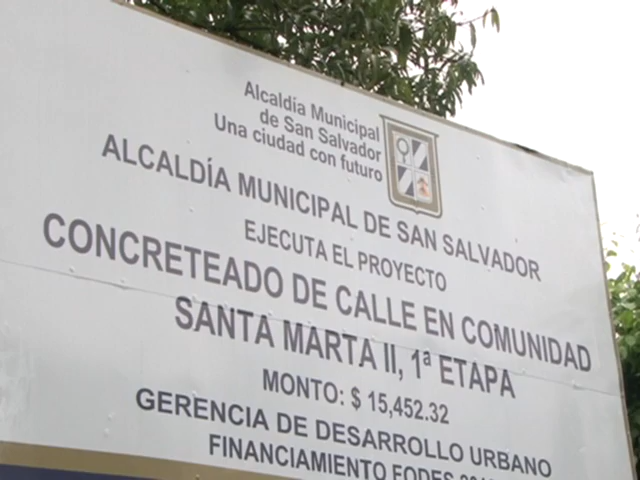 Alcaldía Municipal
de San Salvador
Una ciudad con futuro
ALCALDÍA MUNICIPAL DE SAN SALVADOR
EJECUTA EL PROYECTO
CONCRETEADO DE CALLE EN COMUNIDAD
SANTA MARTA II, 1ª ETAPA
MONTO: $ 15,452.32
GERENCIA DE DESARROLLO URBANO
FINANCIAMIENTO FODES